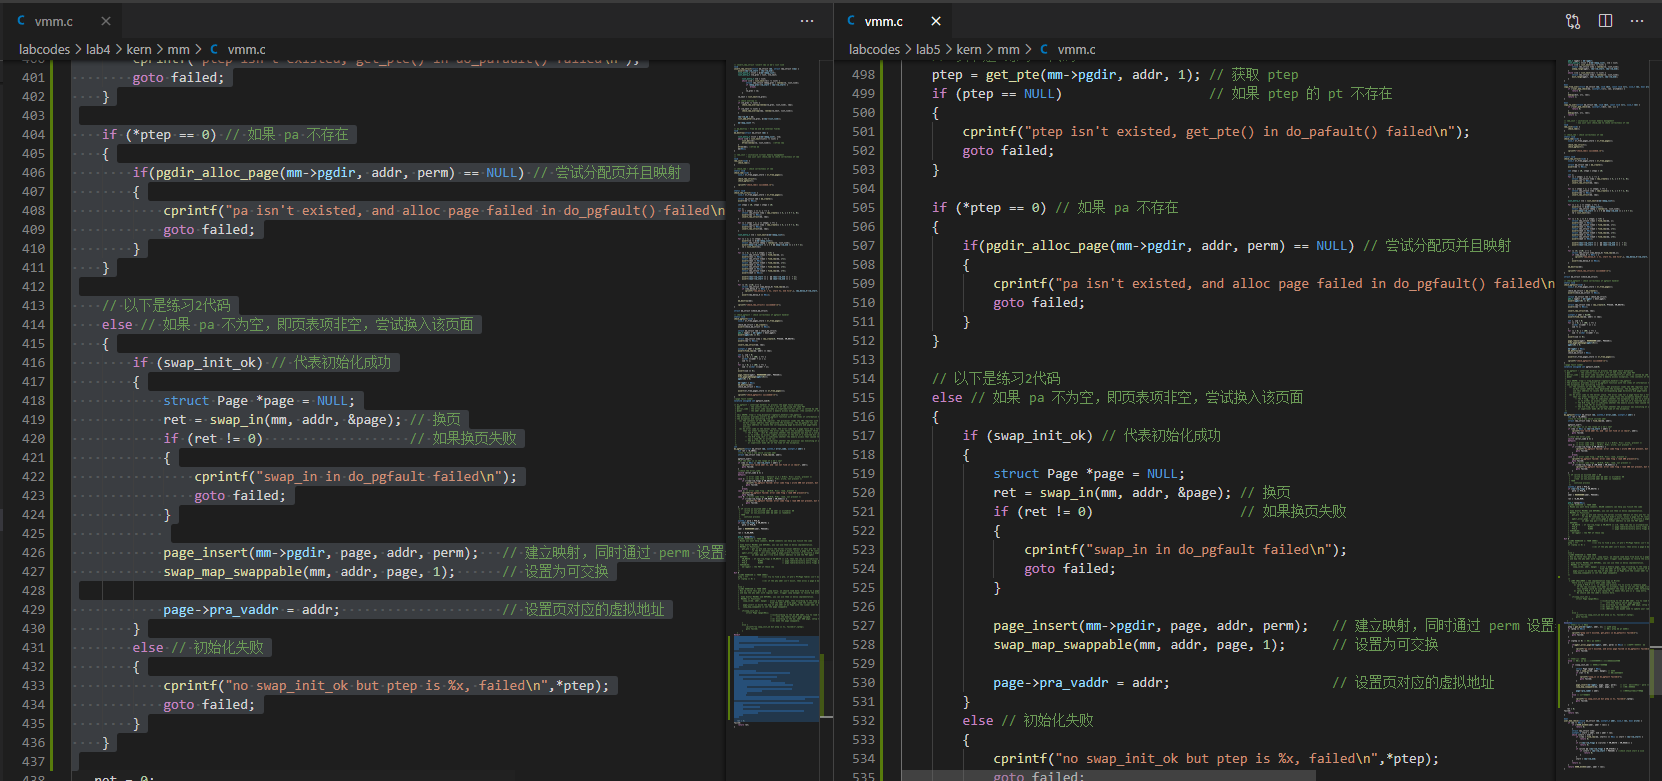 C vmm.c × ···
labcodes > lab4 > kern > mm > C vmm.c
cprintf("ptep isn't existed, get_pte() in do_pafault() failed\n");
401 goto failed;
402 }
403
404 if (*ptep == 0) // 如果 pa 不存在
405 {
406 if(pgdir_alloc_page(mm->pgdir, addr, perm) == NULL) // 尝试分配页并且映射
407 {
408 cprintf("pa isn't existed, and alloc page failed in do_pgfault() failed\n
409 goto failed;
410 }
411 }
412
413 // 以下是练习2代码
414 else // 如果 pa 不为空，即页表项非空，尝试换入该页面
415 {
416 if (swap_init_ok) // 代表初始化成功
417 {
418 struct Page *page = NULL;
419 ret = swap_in(mm, addr, &page); // 换页
420 if (ret != 0) // 如果换页失败
421 {
422 cprintf("swap_in in do_pgfault failed\n");
423 goto failed;
424 }
425
426 page_insert(mm->pgdir, page, addr, perm); // 建立映射，同时通过 perm 设置
427 swap_map_swappable(mm, addr, page, 1); // 设置为可交换
428
429 page->pra_vaddr = addr; // 设置页对应的虚拟地址
430 }
431 else // 初始化失败
432 {
433 cprintf("no swap_init_ok but ptep is %x, failed\n",*ptep);
434 goto failed;
435 }
436 }
437
438 ret = 0;
C vmm.c × ···
labcodes > lab5 > kern > mm > C vmm.c
498 ptep = get_pte(mm->pgdir, addr, 1); // 获取 ptep
499 if (ptep == NULL) // 如果 ptep 的 pt 不存在
500 {
501 cprintf("ptep isn't existed, get_pte() in do_pafault() failed\n");
502 goto failed;
503 }
504
505 if (*ptep == 0) // 如果 pa 不存在
506 {
507 if(pgdir_alloc_page(mm->pgdir, addr, perm) == NULL) // 尝试分配页并且映射
508 {
509 cprintf("pa isn't existed, and alloc page failed in do_pgfault() failed\n
510 goto failed;
511 }
512 }
513
514 // 以下是练习2代码
515 else // 如果 pa 不为空，即页表项非空，尝试换入该页面
516 {
517 if (swap_init_ok) // 代表初始化成功
518 {
519 struct Page *page = NULL;
520 ret = swap_in(mm, addr, &page); // 换页
521 if (ret != 0) // 如果换页失败
522 {
523 cprintf("swap_in in do_pgfault failed\n");
524 goto failed;
525 }
526
527 page_insert(mm->pgdir, page, addr, perm); // 建立映射，同时通过 perm 设置
528 swap_map_swappable(mm, addr, page, 1); // 设置为可交换
529
530 page->pra_vaddr = addr; // 设置页对应的虚拟地址
531 }
532 else // 初始化失败
533 {
534 cprintf("no swap_init_ok but ptep is %x, failed\n",*ptep);
535 goto failed;